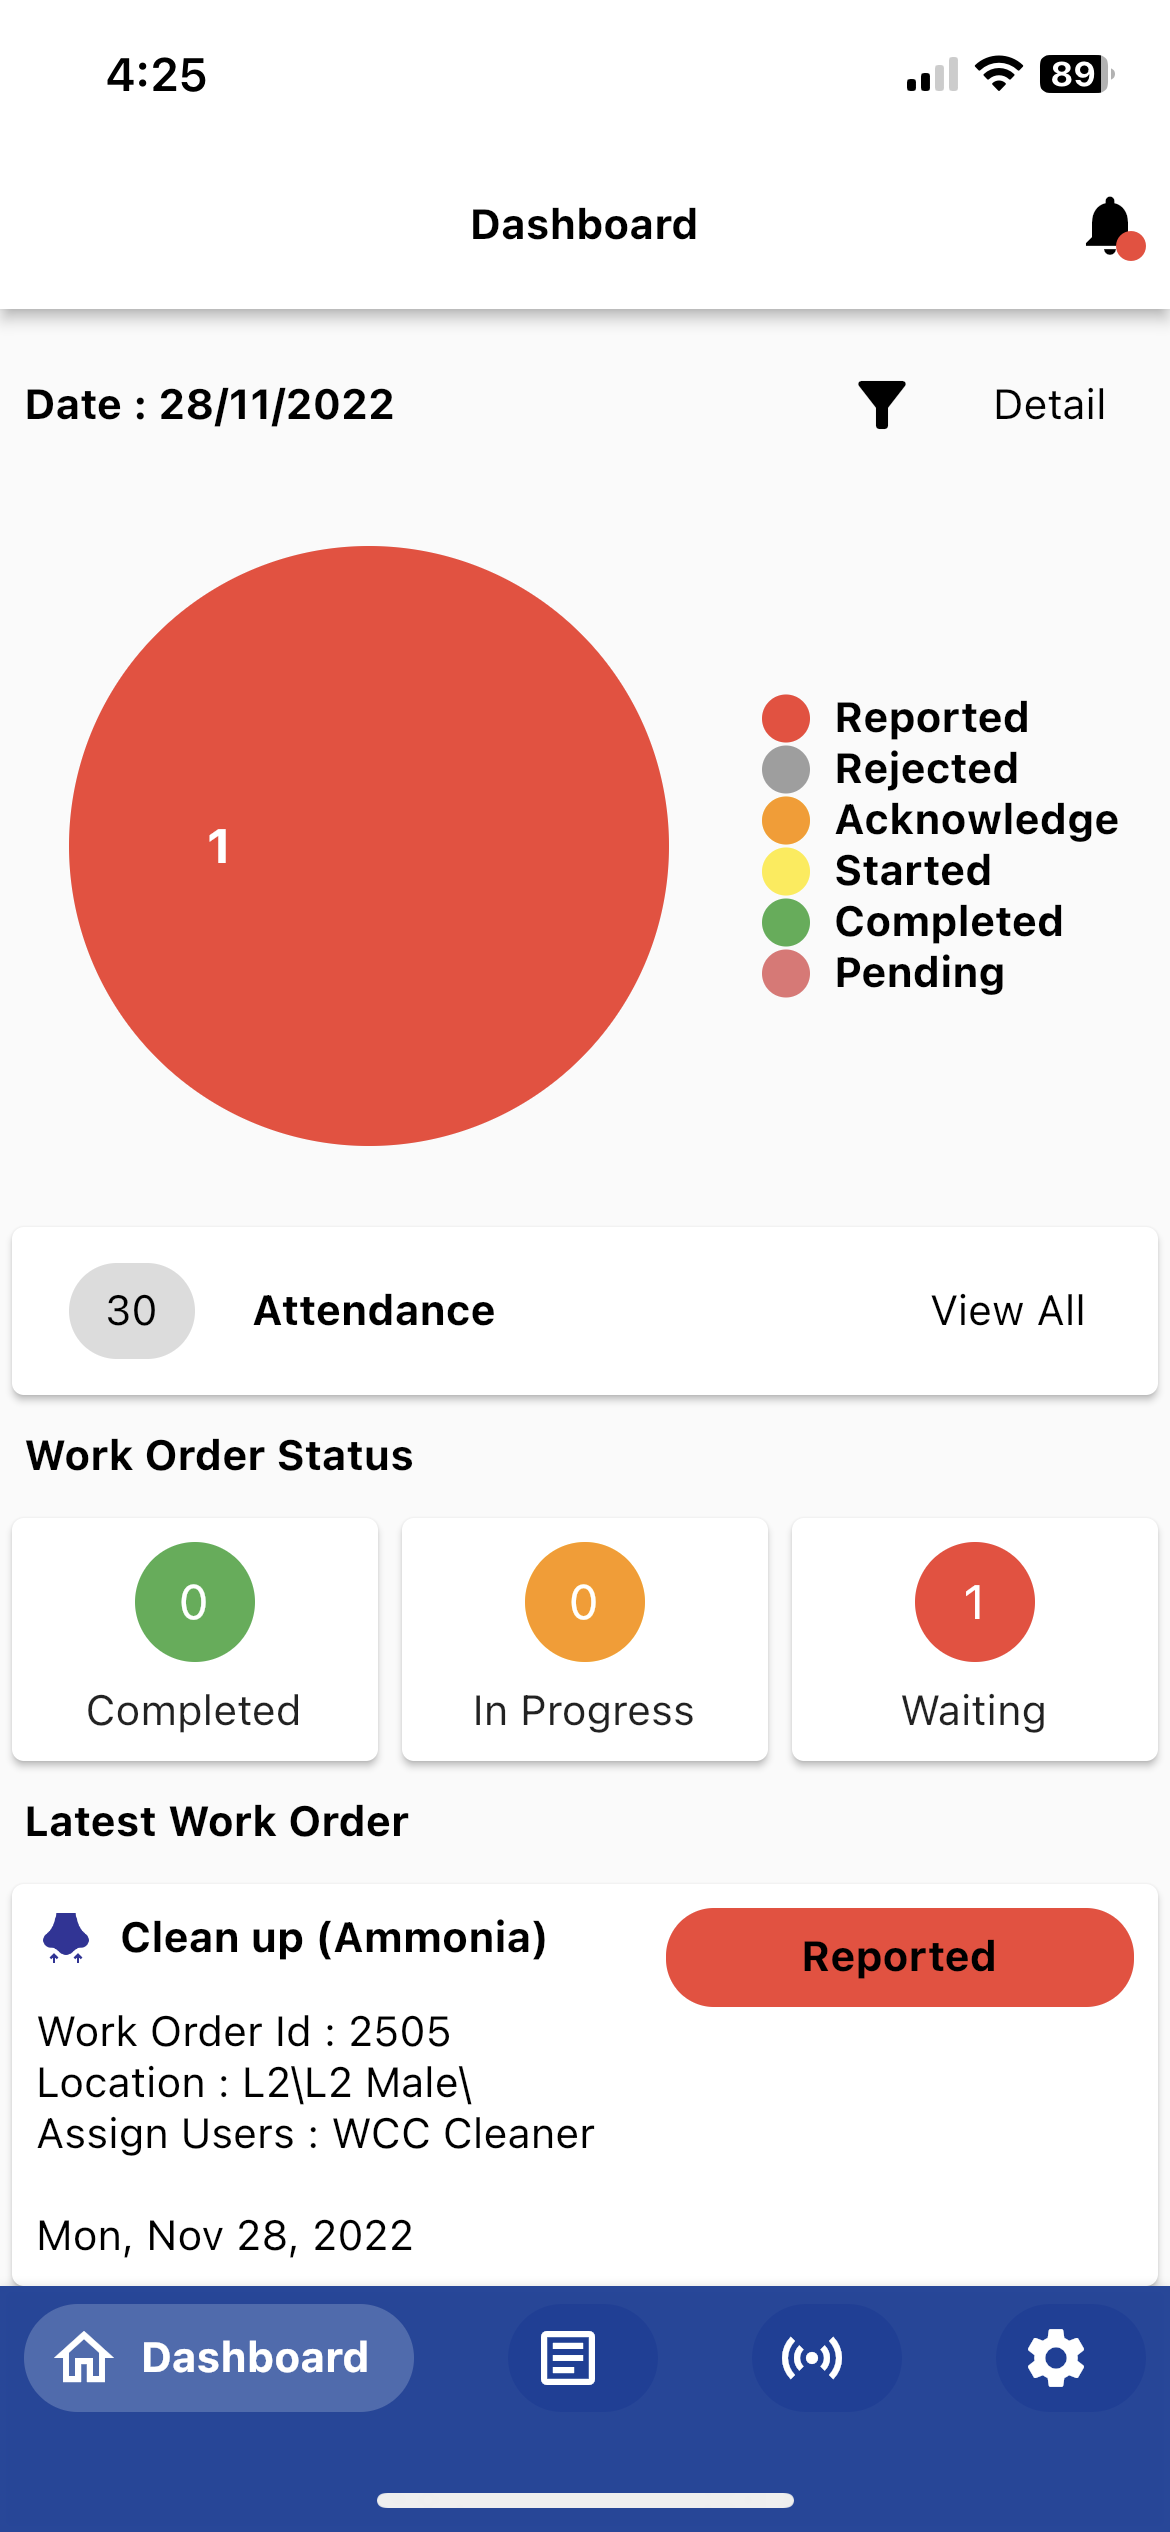 4:25
89
Dashboard
Date : 28/11/2022
Detail
1
Reported
Rejected
Acknowledge
Started
Completed
Pending
30
Attendance
View All
Work Order Status
0
0
1
Completed
In Progress
Waiting
Latest Work Order
Clean up (Ammonia)
Reported
Work Order Id : 2505
Location : L2\L2 Male\
Assign Users : WCC Cleaner
Mon, Nov 28, 2022
Dashboard